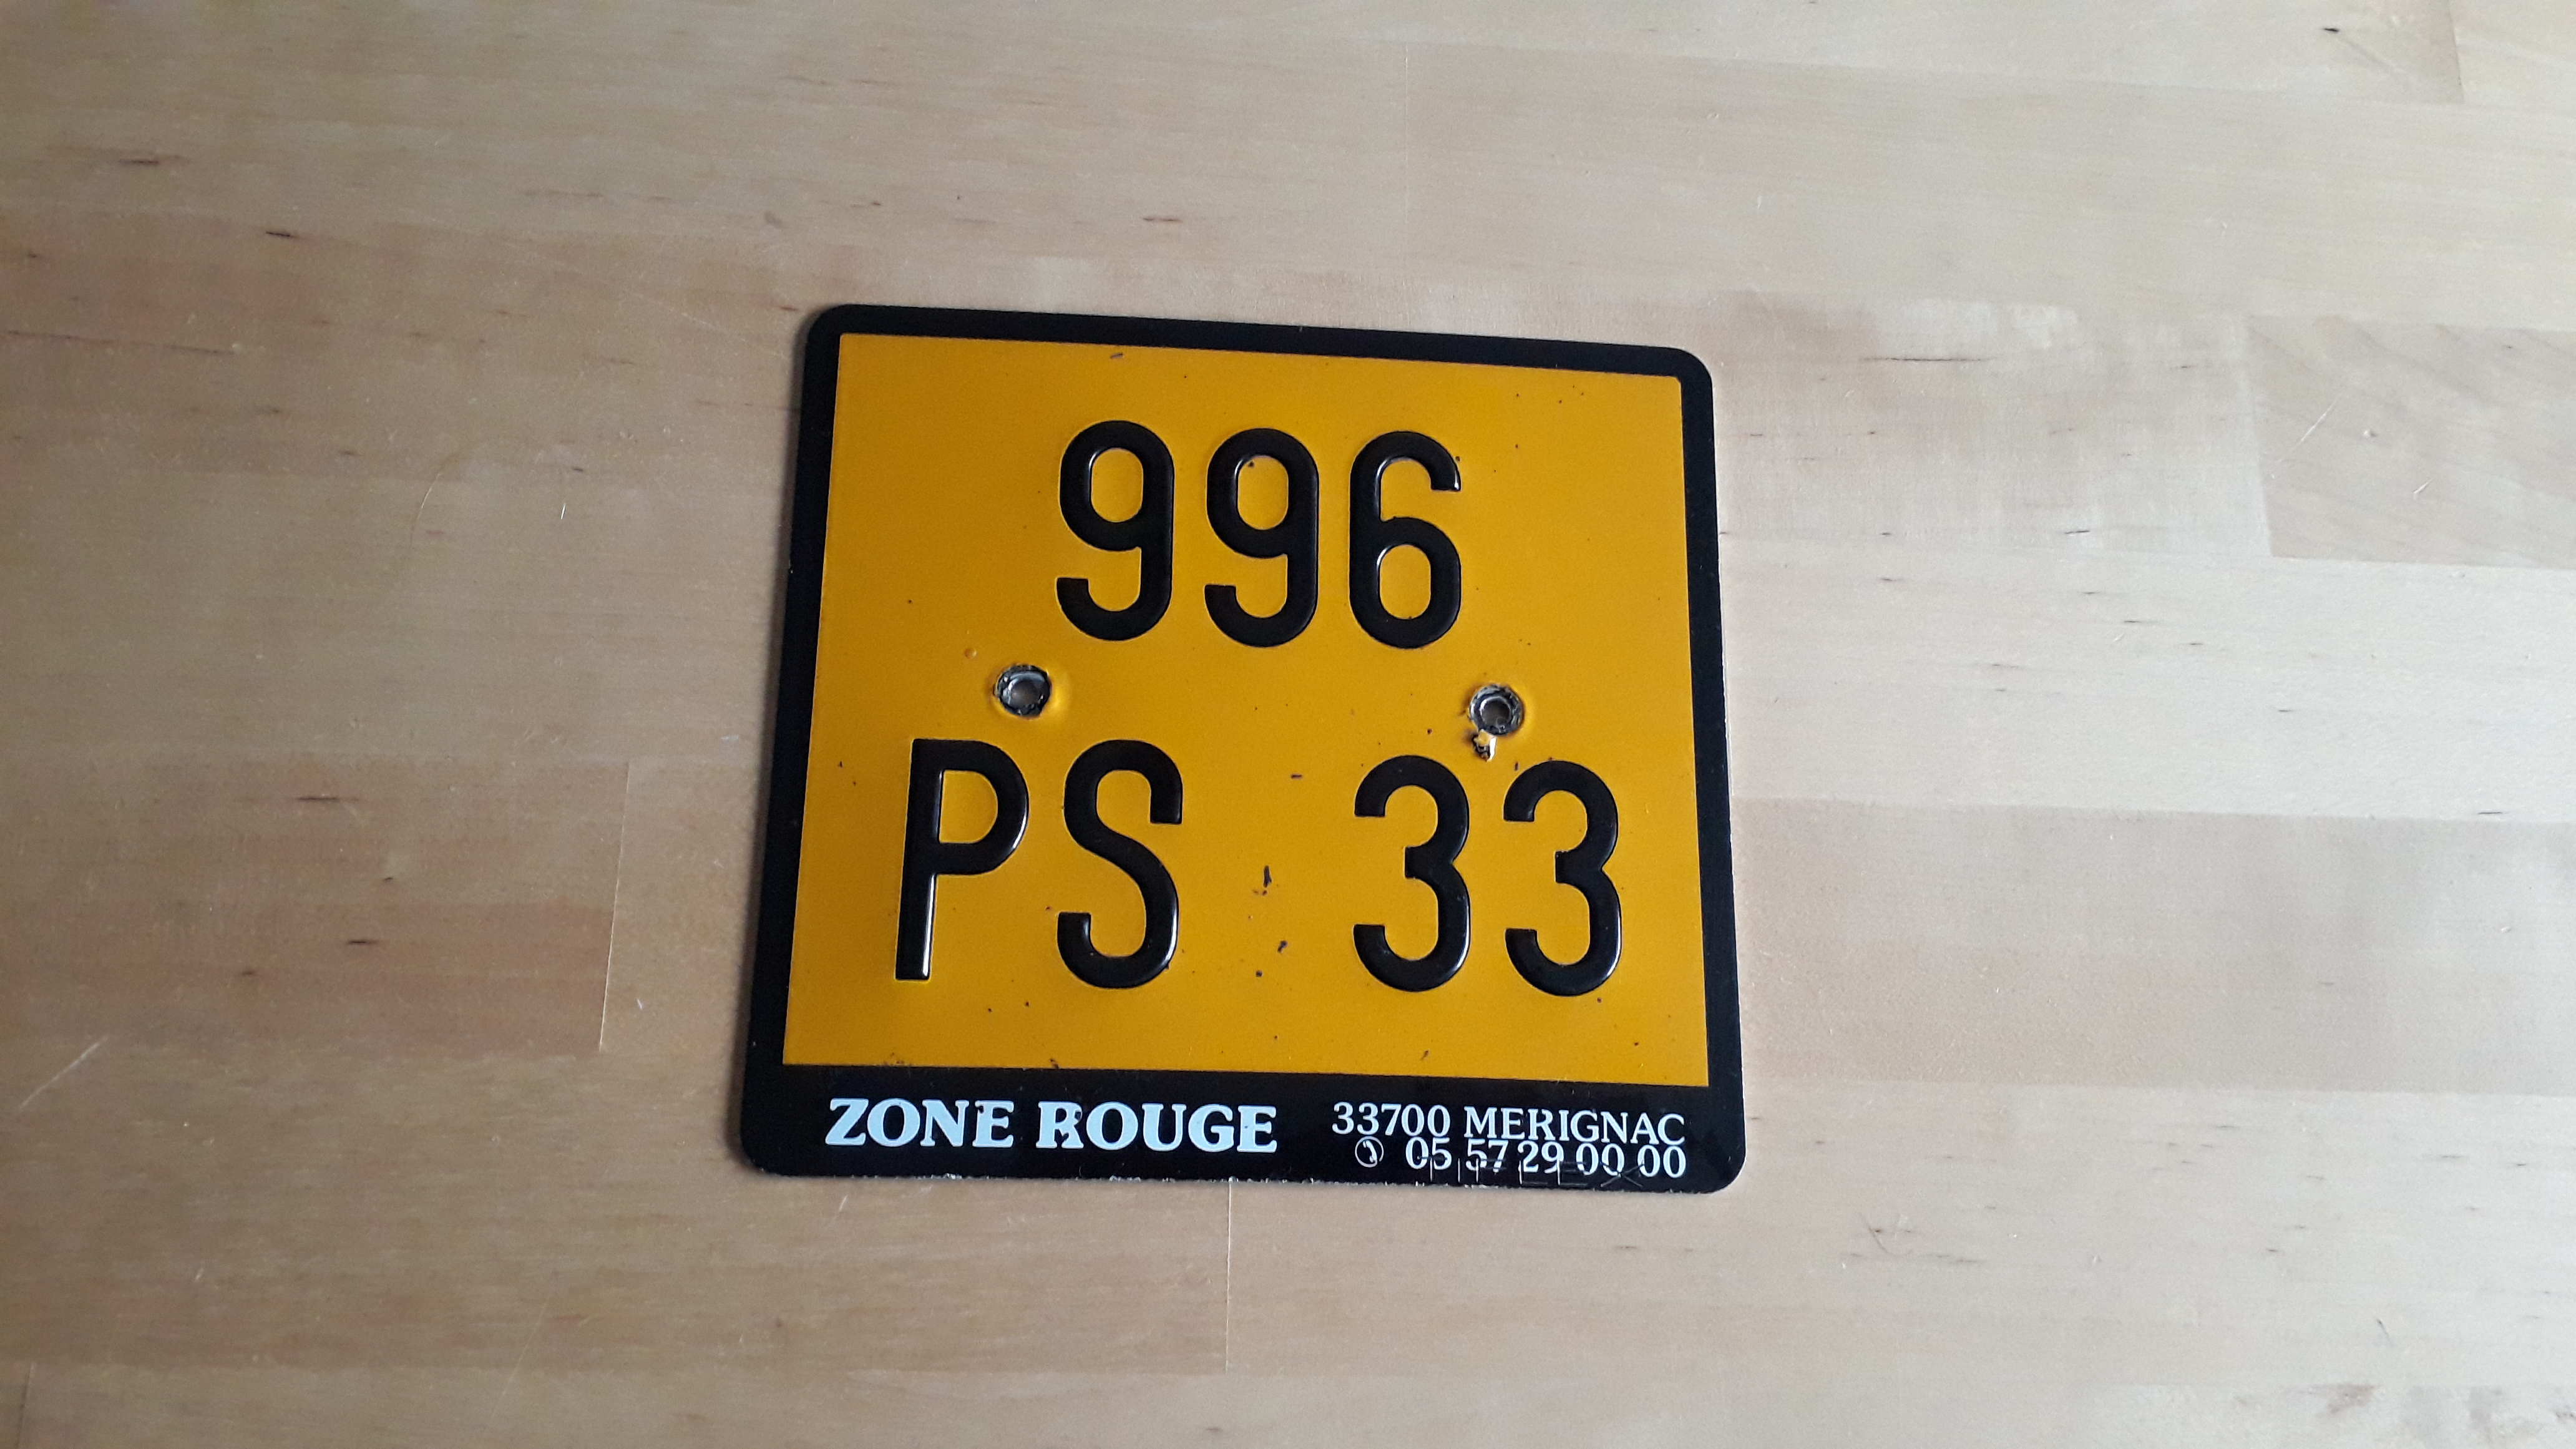 996
PS 33
ZONE ROUGE
33700 MERIGNAC
05 57 29 00 00